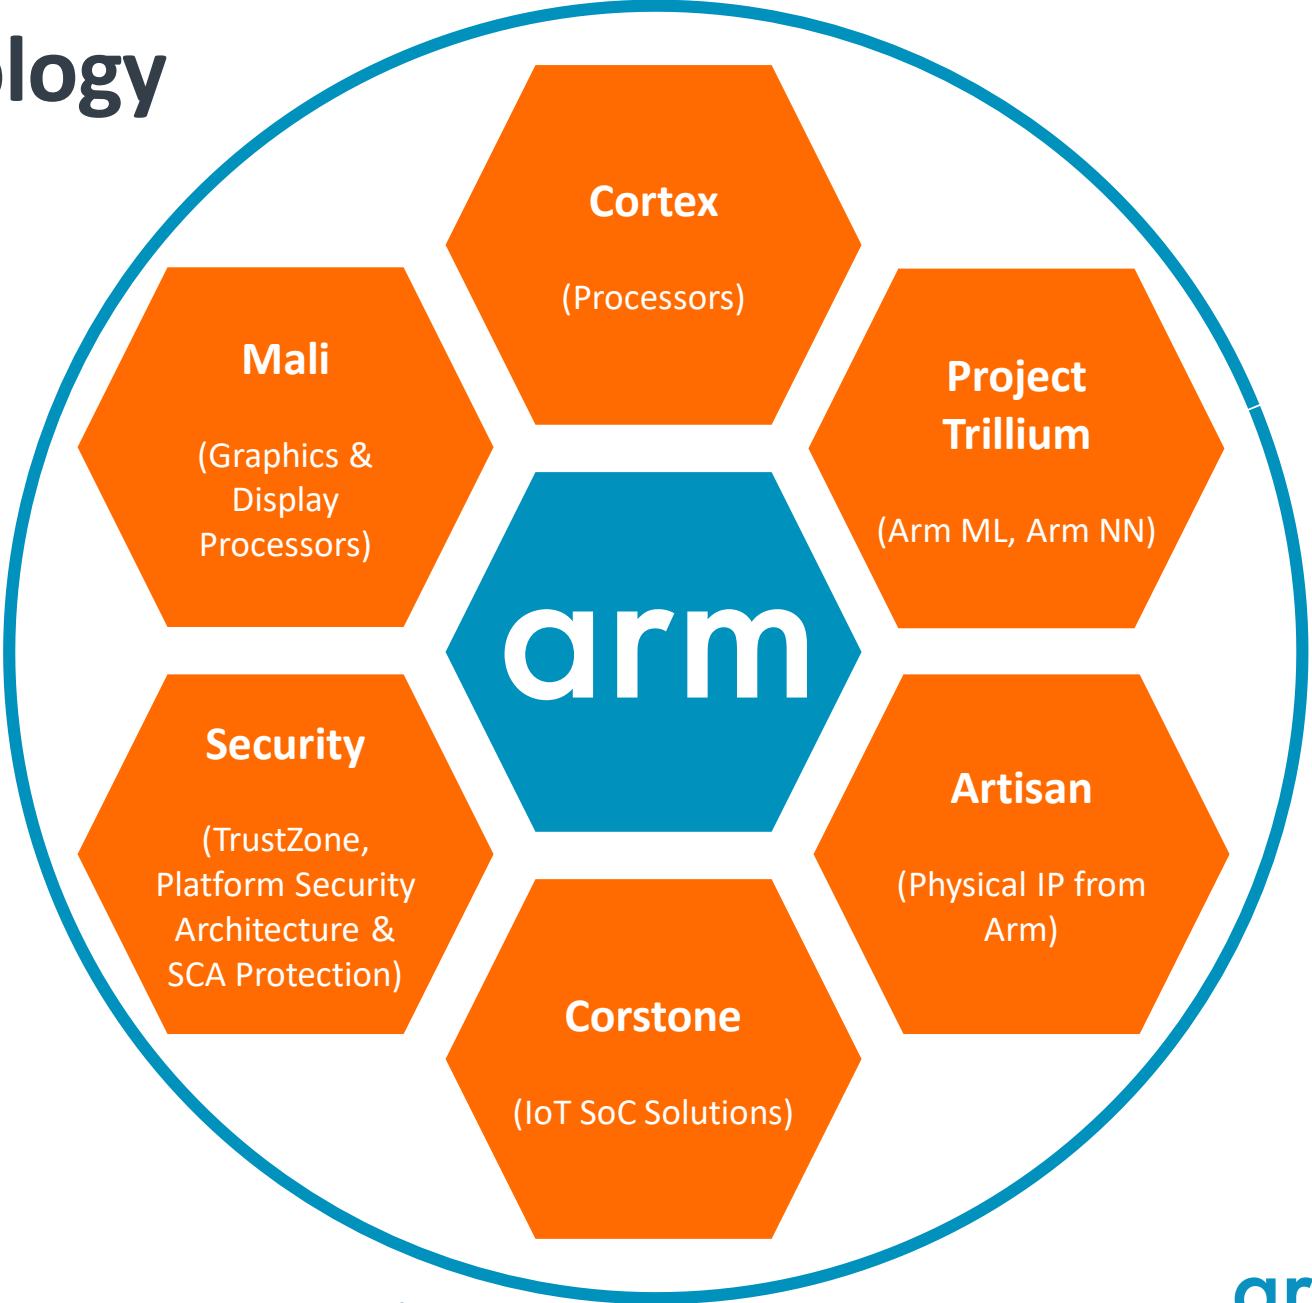 ology
Cortex
(Processors)
Mali
(Graphics &
Display
Processors)
Project
Trillium
(Arm ML, Arm NN)
arm
Security
(TrustZone,
Platform Security
Architecture &
SCA Protection)
Artisan
(Physical IP from
Arm)
Corstone
(IoT SoC Solutions)
ar